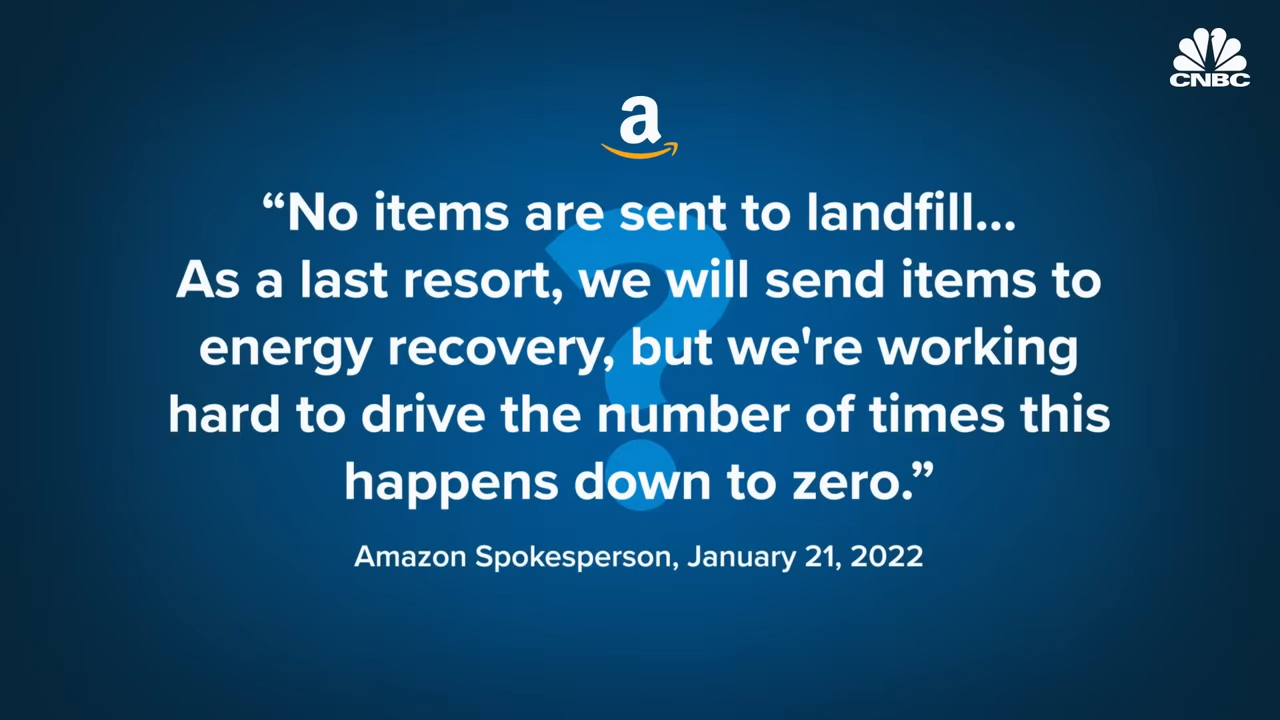 CNBC
a
“No items are sent to landfill...
As a last resort, we will send items to
energy recovery, but we're working
hard to drive the number of times this
happens down to zero.”
Amazon Spokesperson, January 21, 2022
?